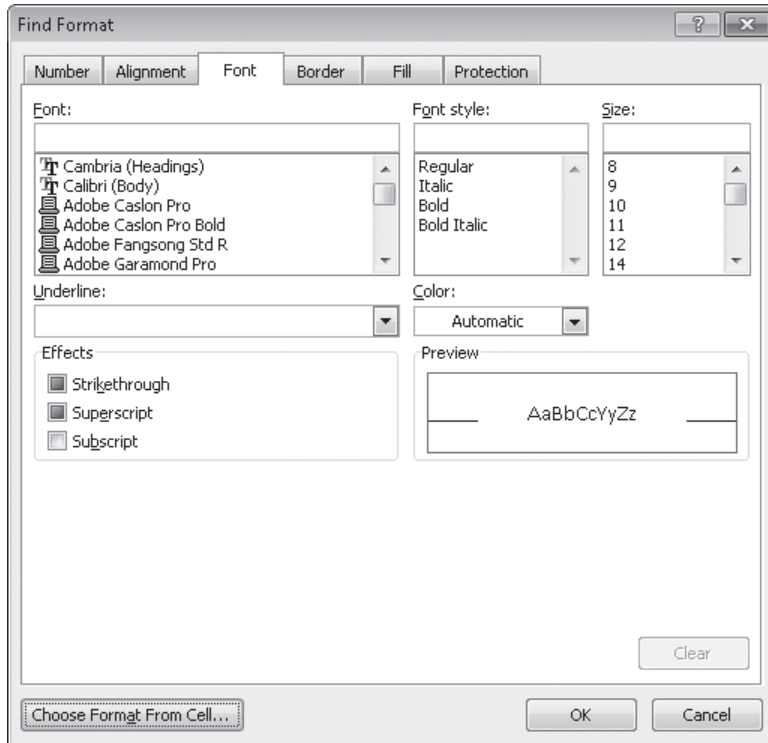 Find Format
Number Alignment Font Border Fill Protection
Font: Font style: Size:
Cambria (Headings) Regular 8
Calibri (Body) Italic 9
Adobe Caslon Pro Bold 10
Adobe Caslon Pro Bold Bold Italic 11
Adobe Fangsong Std R 12
Adobe Garamond Pro 14
Underline: Color:
Automatic
Effects Preview
Strikethrough
Superscript AaBbCcYyZz
Subscript
Clear
Choose Format From Cell... OK Cancel